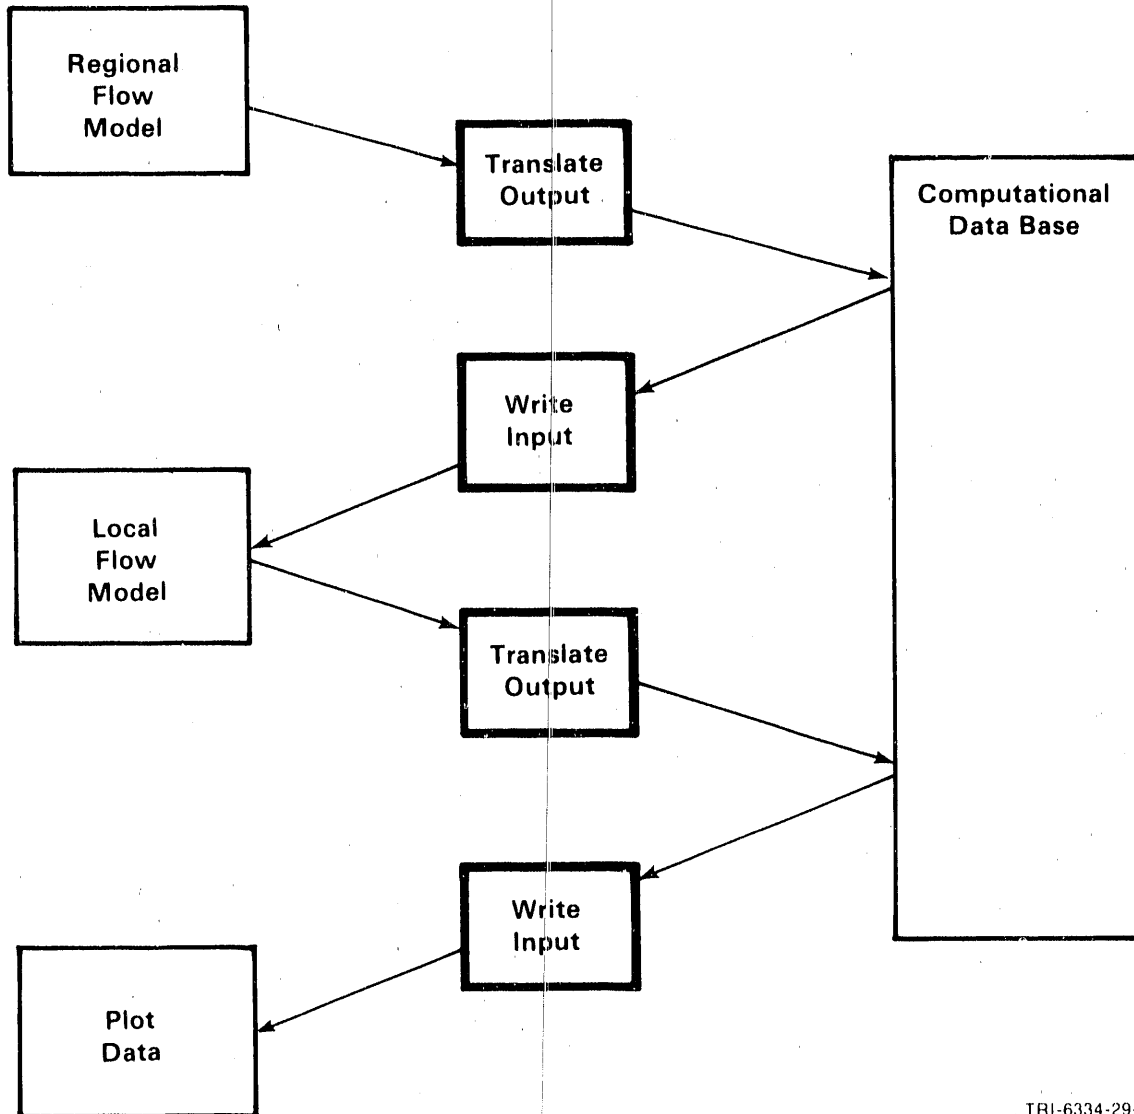 Regional
Flow
Model
Translate
Output
Computational
Data Base
Write
Input
Local
Flow
Model
Translate
Output
Write
Input
Plot
Data
TRI-6334-29